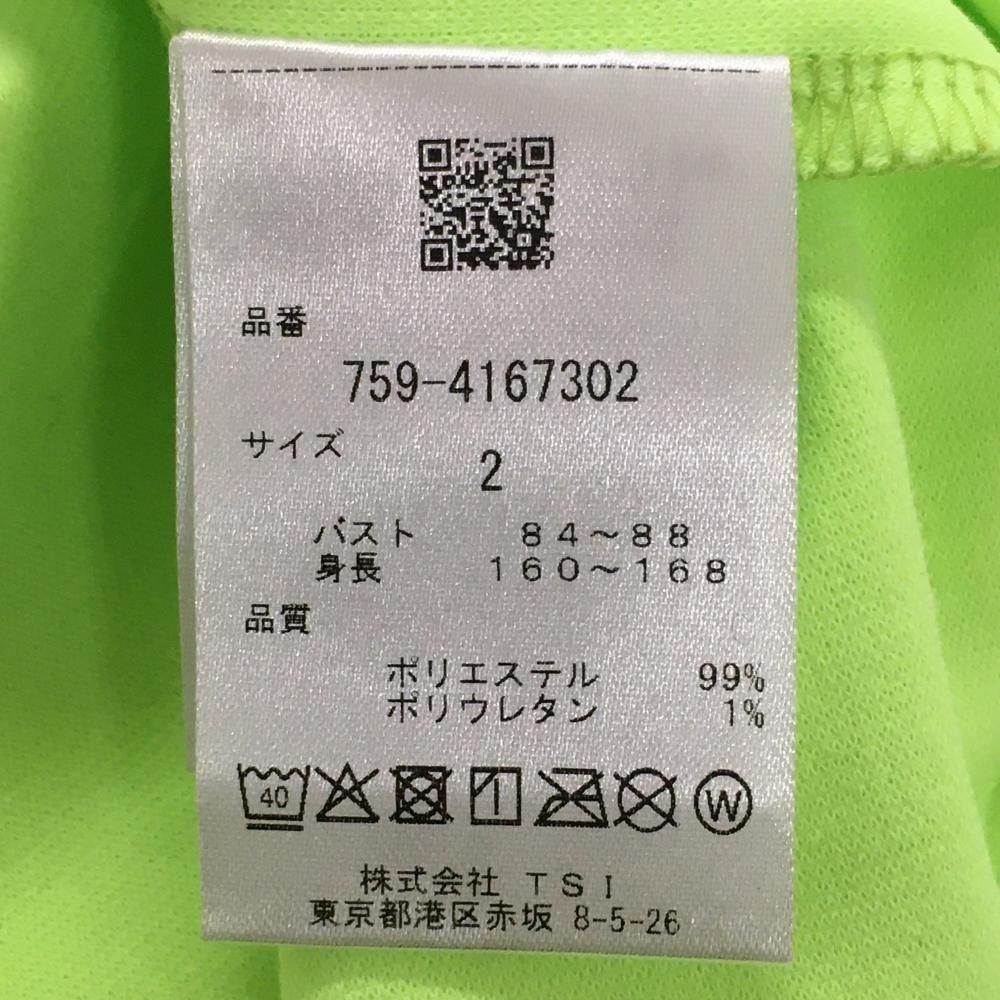 品番
759-4167302
サイズ
2
バスト 84～88
身長 160～168
品質
ポリエステル 99%
ポリウレタン 1%
40
W
株式会社 TSI
東京都港区赤坂 8-5-26